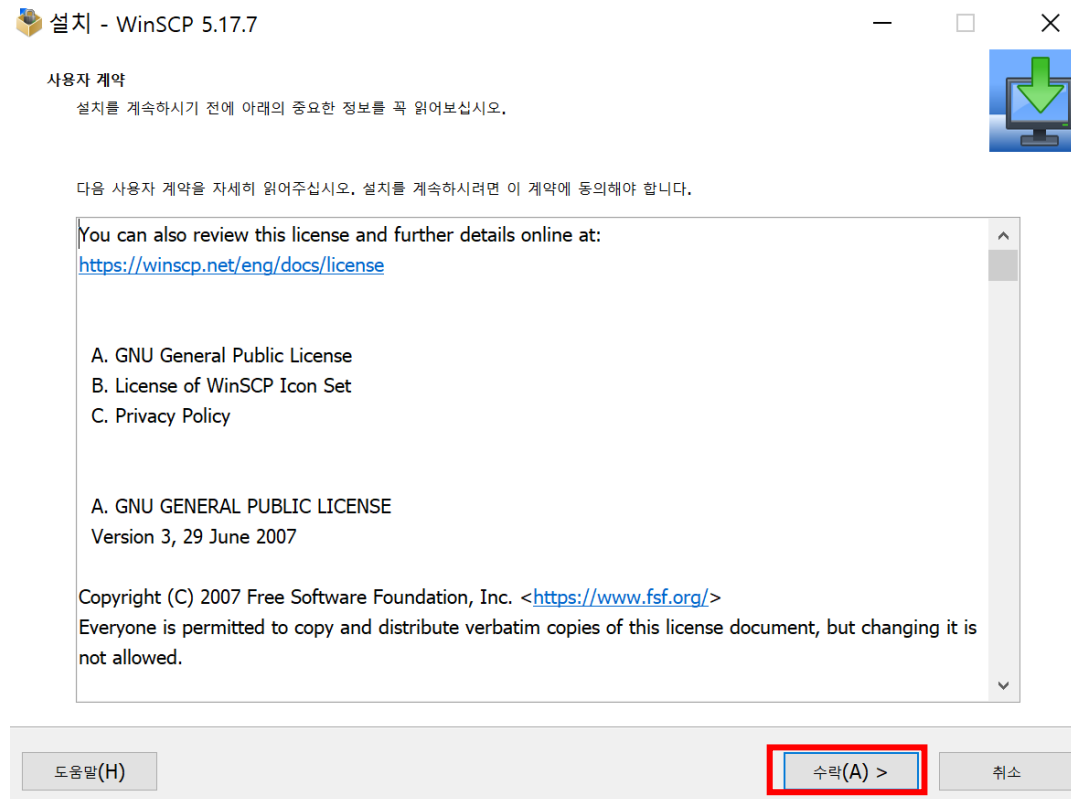 설치 - WinSCP 5.17.7
사용자 계약
설치를 계속하시기 전에 아래의 중요한 정보를 꼭 읽어보십시오.
다음 사용자 계약을 자세히 읽어주십시오. 설치를 계속하시려면 이 계약에 동의해야 합니다.
You can also review this license and further details online at:
https://winscp.net/eng/docs/license
A. GNU General Public License
B. License of WinSCP Icon Set
C. Privacy Policy
A. GNU GENERAL PUBLIC LICENSE
Version 3, 29 June 2007
Copyright (C) 2007 Free Software Foundation, Inc. <https://www.fsf.org/>
Everyone is permitted to copy and distribute verbatim copies of this license document, but changing it is
not allowed.
도움말(H)
수락(A) >
취소